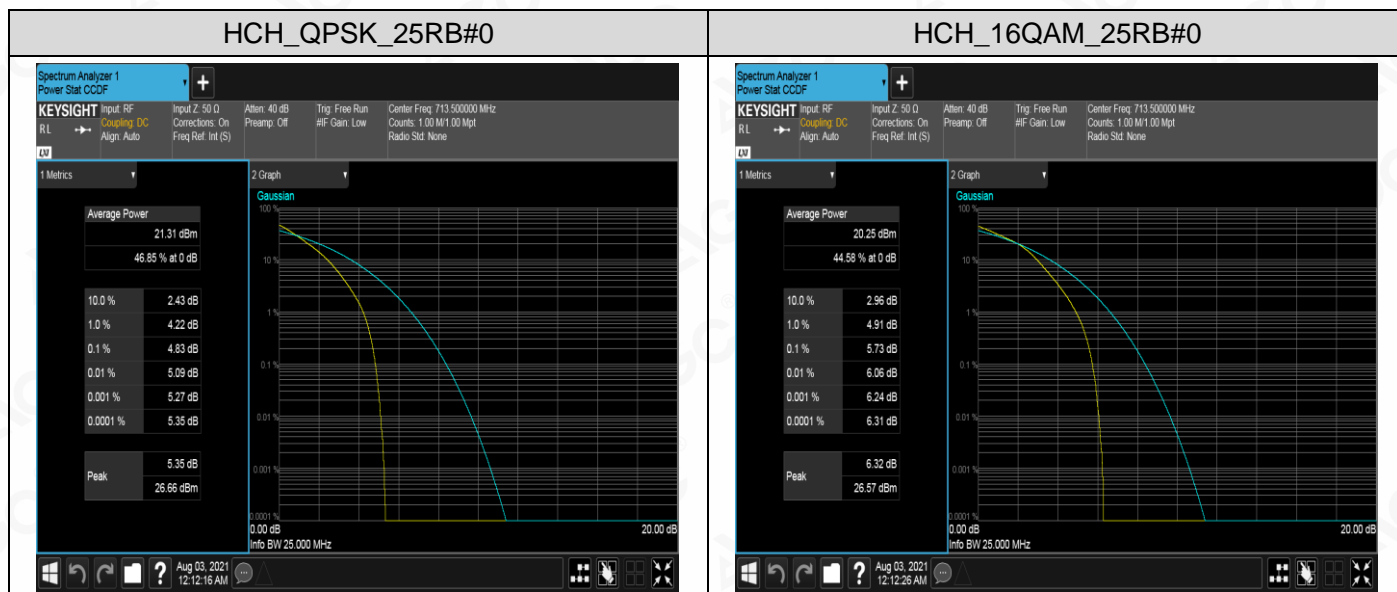 HCH_QPSK_25RB#0
HCH_16QAM_25RB#0
Spectrum Analyzer 1
Power Stat CCDF
+
KEYSIGHT
RL
Input: RF
Coupling: DC
Align: Auto
Input Z: 50 Ω
Corrections: On
Freq Ref: Int (S)
Atten: 40 dB
Preamp: Off
Trig: Free Run
#IF Gain: Low
Center Freq: 713.500000 MHz
Counts: 1.00 M/1.00 Mpt
Radio Std: None
LXI
1 Metrics
Average Power
21.31 dBm
46.85 % at 0 dB
10.0 % 2.43 dB
1.0 % 4.22 dB
0.1 % 4.83 dB
0.01 % 5.09 dB
0.001 % 5.27 dB
0.0001 % 5.35 dB
Peak
5.35 dB
26.66 dBm
2 Graph
Gaussian
100 %
10 %
1 %
0.1 %
0.01 %
0.001 %
0.0001 %
0.00 dB
20.00 dB
Info BW 25.000 MHz
?
Aug 03, 2021
12:12:16 AM
Spectrum Analyzer 1
Power Stat CCDF
+
KEYSIGHT
RL
Input: RF
Coupling: DC
Align: Auto
Input Z: 50 Ω
Corrections: On
Freq Ref: Int (S)
Atten: 40 dB
Preamp: Off
Trig: Free Run
#IF Gain: Low
Center Freq: 713.500000 MHz
Counts: 1.00 M/1.00 Mpt
Radio Std: None
LXI
1 Metrics
Average Power
20.25 dBm
44.58 % at 0 dB
10.0 % 2.96 dB
1.0 % 4.91 dB
0.1 % 5.73 dB
0.01 % 6.06 dB
0.001 % 6.24 dB
0.0001 % 6.31 dB
Peak
6.32 dB
26.57 dBm
2 Graph
Gaussian
100 %
10 %
1 %
0.1 %
0.01 %
0.001 %
0.0001 %
0.00 dB
20.00 dB
Info BW 25.000 MHz
?
Aug 03, 2021
12:12:26 AM